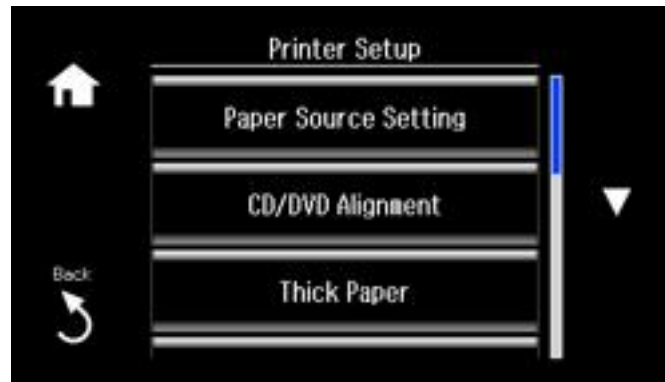 Printer Setup
Paper Source Setting
CD/DVD Alignment
Back
Thick Paper